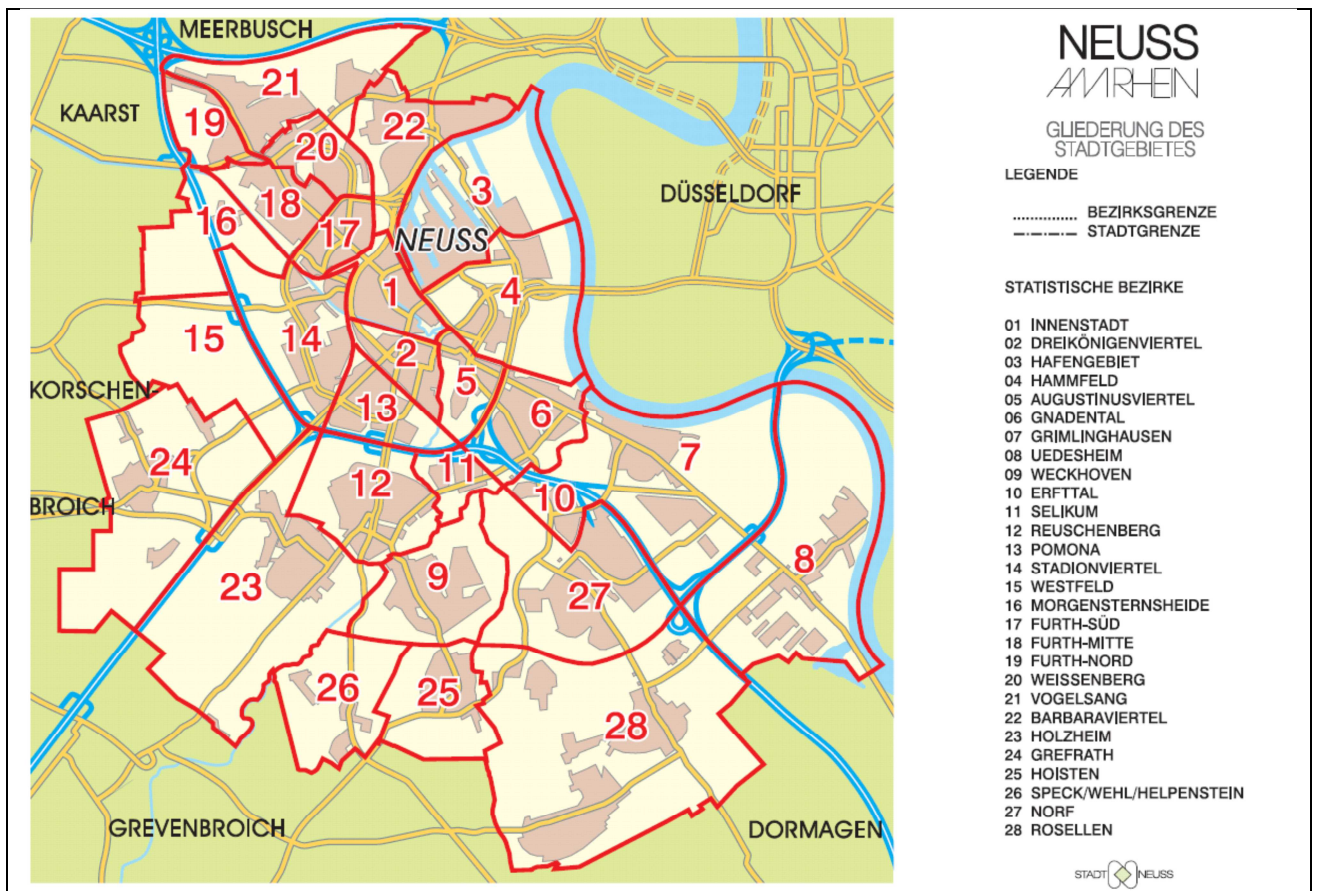 MEERBUSCH
21
KAARST
19
22
20
3
DÜSSELDORF
18
16
17
NEUSS
1
4
15
14
2
5
KORSCHEN-
13
6
7
24
11
12
10
BROICH
8
9
23
27
26
25
28
GREVENBROICH
DORMAGEN
NEUSS
AM RHEIN
GLIEDERUNG DES
STADTGEBIETES
LEGENDE
BEZIRKSGRENZE
STADTGRENZE
STATISTISCHE BEZIRKE
01 INNENSTADT
02 DREIKÖNIGENVIERTEL
03 HAFENGEBIET
04 HAMMFELD
05 AUGUSTINUSVIERTEL
06 GNADENTAL
07 GRIMLINGHAUSEN
08 UEDESHEIM
09 WECKHOVEN
10 ERFTTAL
11 SELIKUM
12 REUSCHENBERG
13 POMONA
14 STADIONVIERTEL
15 WESTFELD
16 MORGENSTERNSHEIDE
17 FURTH-SÜD
18 FURTH-MITTE
19 FURTH-NORD
20 WEISSENBERG
21 VOGELSANG
22 BARBARAVIERTEL
23 HOLZHEIM
24 GREFRATH
25 HOISTEN
26 SPECK/WEHL/HELPENSTEIN
27 NORF
28 ROSELLEN
STADT NEUSS